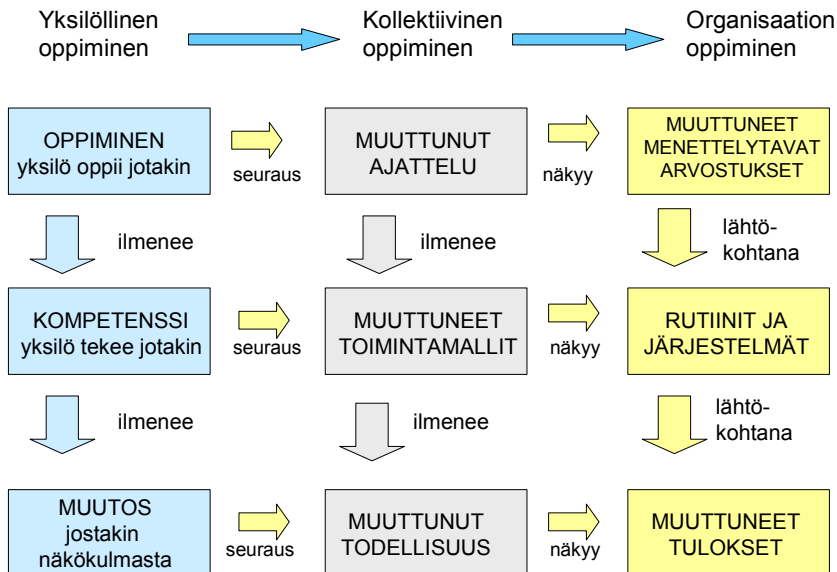 Yksilöllinen
oppiminen
Kollektiivinen
oppiminen
Organisaation
oppiminen
OPPIMINEN
yksilö oppii jotakin
seuraus
MUUTTUNUT
AJATTELU
näkyy
MUUTTUNEET
MENETTELYTAVAT
ARVOSTUKSET
ilmenee
ilmenee
lähtö-
kohtana
KOMPETENSSI
yksilö tekee jotakin
seuraus
MUUTTUNEET
TOIMINTAMALLIT
näkyy
RUTIINIT JA
JÄRJESTELMÄT
ilmenee
ilmenee
lähtö-
kohtana
MUUTOS
jostakin
näkökulmasta
seuraus
MUUTTUNUT
TODELLISUUS
näkyy
MUUTTUNEET
TULOKSET